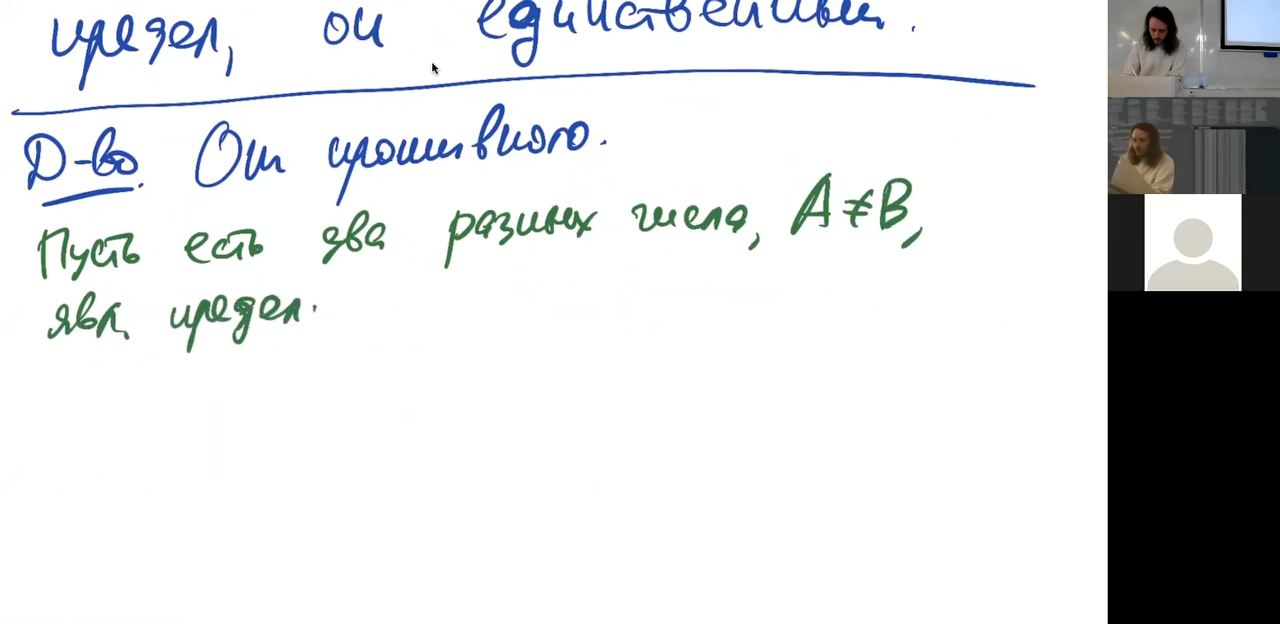 предел, он единственный.
Д-во. От противного.
Пусть есть два разных числа, A ≠ B,
явл. предел.